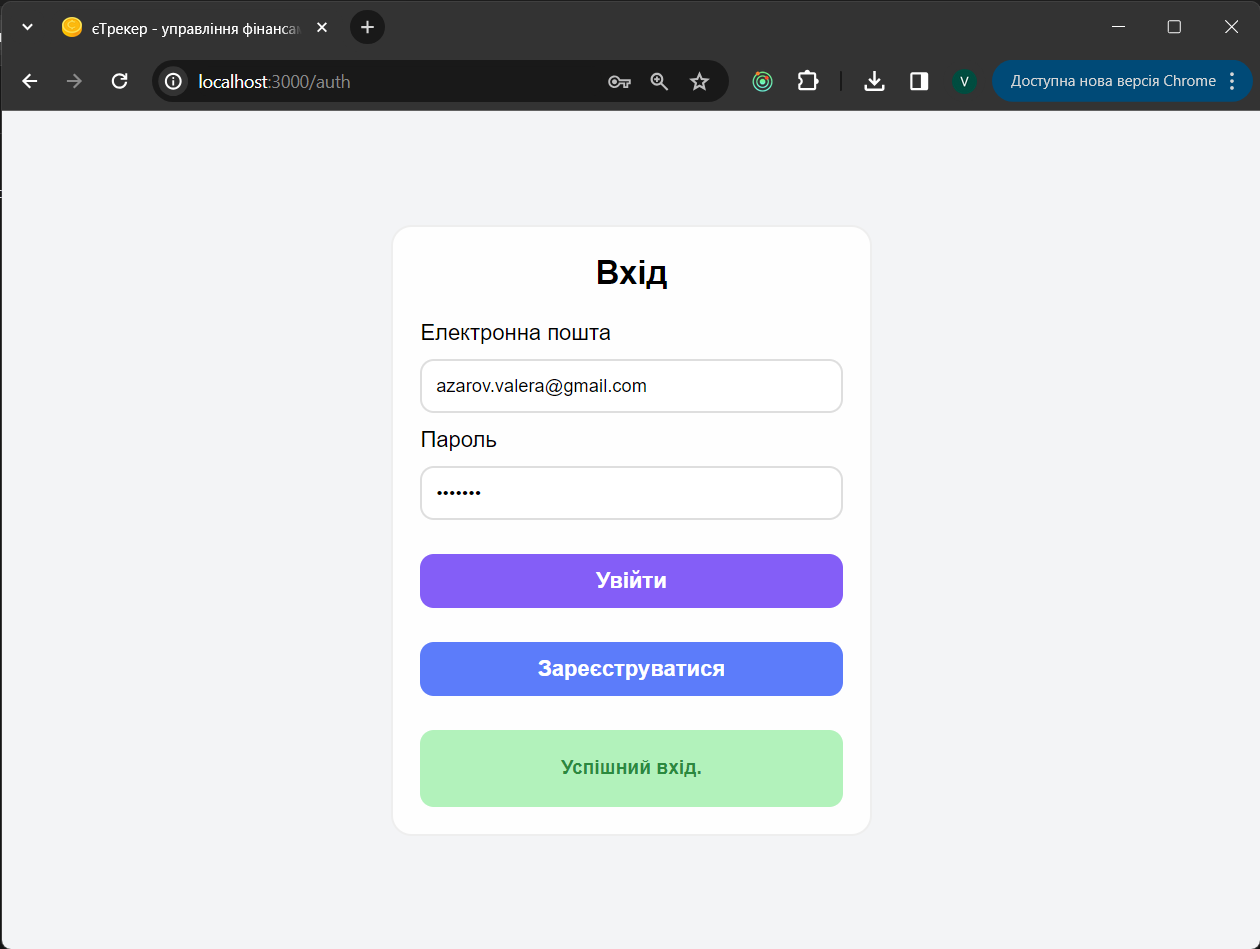 єТрекер - управління фінансам
localhost:3000/auth
V
Доступна нова версія Chrome
Вхід
Електронна пошта
azarov.valera@gmail.com
Пароль
•••••••
Увійти
Зареєструватися
Успішний вхід.